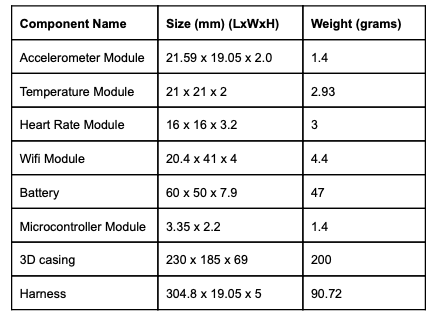 Component Name Size (mm) (LxWxH) Weight (grams)
Accelerometer Module 21.59 x 19.05 x 2.0 1.4
Temperature Module 21 x 21 x 2 2.93
Heart Rate Module 16 x 16 x 3.2 3
Wifi Module 20.4 x 41 x 4 4.4
Battery 60 x 50 x 7.9 47
Microcontroller Module 3.35 x 2.2 1.4
3D casing 230 x 185 x 69 200
Harness 304.8 x 19.05 x 5 90.72